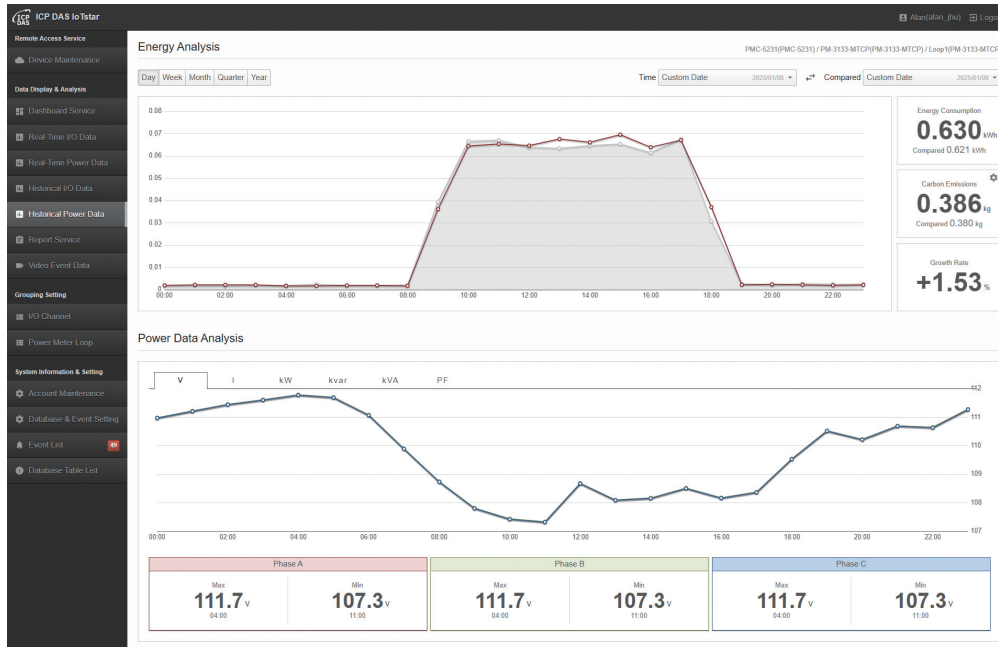 ICP DAS ICP DAS IoTstar
Alan(alan_jhu) Logo
Remote Access Service
Device Maintenance
Data Display & Analysis
Dashboard Service
Real-Time I/O Data
Real-Time Power Data
Historical I/O Data
Historical Power Data
Report Service
Video Event Data
Grouping Setting
I/O Channel
Power Meter Loop
System Information & Setting
Account Maintenance
Database & Event Setting
Event List 49
Database Table List
Energy Analysis
PMC-5231(PMC-5231) / PM-3133-MTCP(PM-3133-MTCP) / Loop1(PM-3133-MTCP
Day Week Month Quarter Year
Time Custom Date 2025/01/08 Compared Custom Date 2025/01/09
0.08
0.07
0.06
0.05
0.04
0.03
0.02
0.01
0
00:00 02:00 04:00 06:00 08:00 10:00 12:00 14:00 16:00 18:00 20:00 22:00
Energy Consumption
0.630 kWh
Compared 0.621 kWh
Carbon Emissions
0.386 kg
Compared 0.380 kg
Growth Rate
+1.53 %
Power Data Analysis
V I kW kvar kVA PF
112
111
110
109
108
107
00:00 02:00 04:00 06:00 08:00 10:00 12:00 14:00 16:00 18:00 20:00 22:00
Phase A
Max Min
111.7 V 107.3 V
04:00 11:00
Phase B
Max Min
111.7 V 107.3 V
04:00 11:00
Phase C
Max Min
111.7 V 107.3 V
04:00 11:00